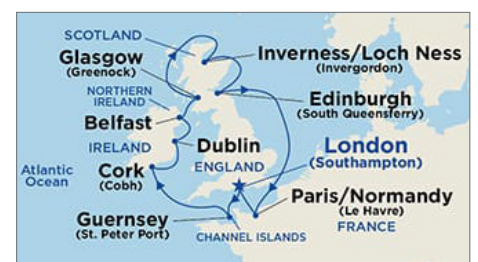 SCOTLAND
Glasgow
(Greenock)
Inverness/Loch Ness
(Invergordon)
NORTHERN
IRELAND
Edinburgh
(South Queensferry)
Belfast
IRELAND
Dublin
ENGLAND
London
(Southampton)
Atlantic
Ocean
Cork
(Cobh)
Paris/Normandy
(Le Havre)
Guernsey
(St. Peter Port)
CHANNEL ISLANDS
FRANCE